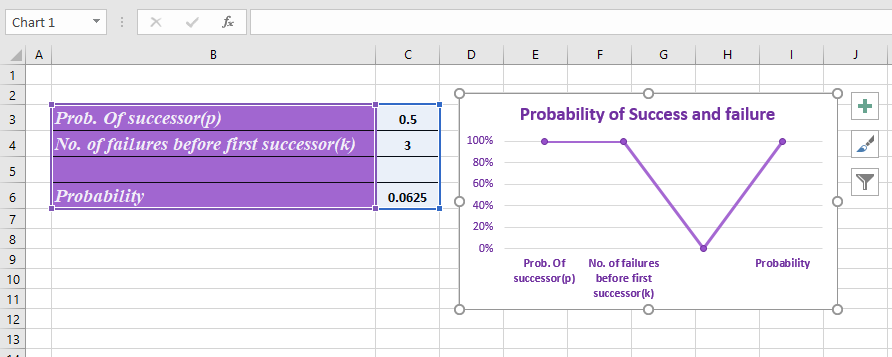 Chart 1
fx
A B C D E F G H I J
1
2
3 Prob. Of successor(p) 0.5
4 No. of failures before first successor(k) 3
5
6 Probability 0.0625
7
8
9
10
11
12
13
14
Probability of Success and failure
100%
80%
60%
40%
20%
0%
Prob. Of
successor(p)
No. of failures
before first
successor(k)
Probability